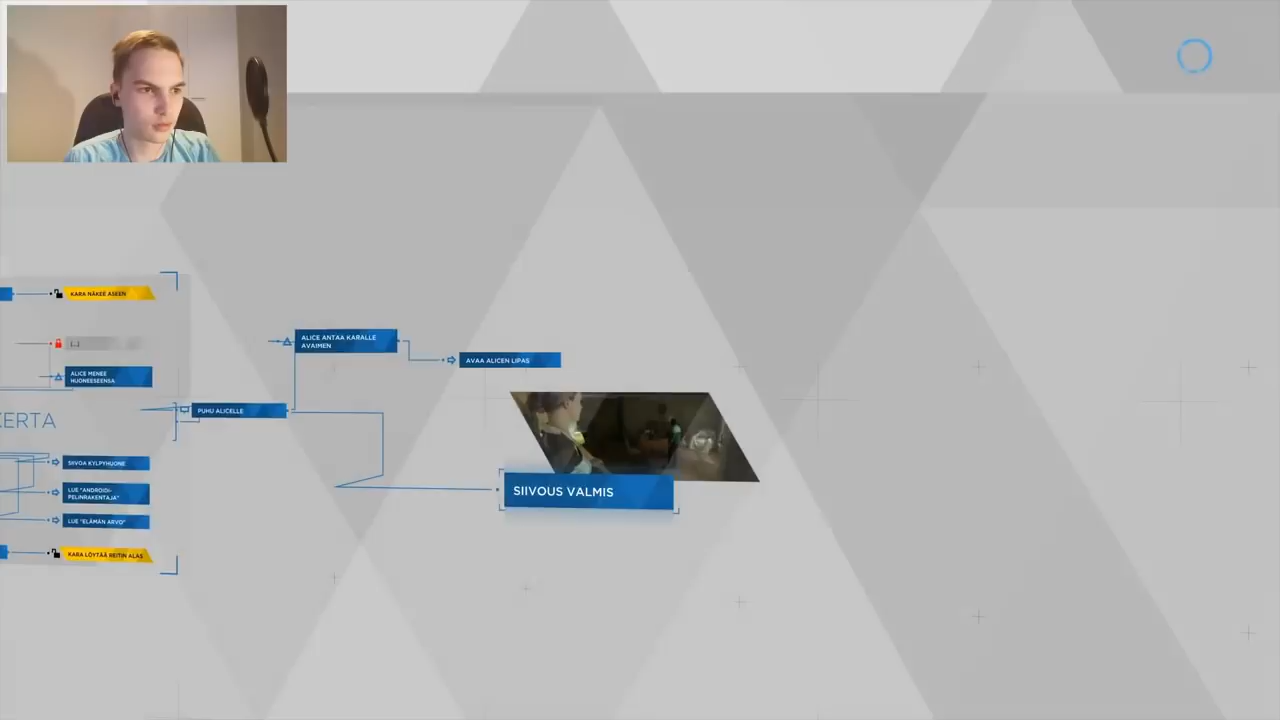 KARA NÄKEE ASEEN
(...)
ALICE MENEE
HUONEESEENSA
KERTA
SIIVOA KYLPYHUONE
LUE "ANDROIDI-
PELINRAKENTAJA"
LUE "ELÄMÄN ARVO"
KARA LÖYTÄÄ REITIN ALAS
PUHU ALICELLE
ALICE ANTAA KARALLE
AVAIMEN
AVAA ALICEN LIPAS
SIIVOUS VALMIS